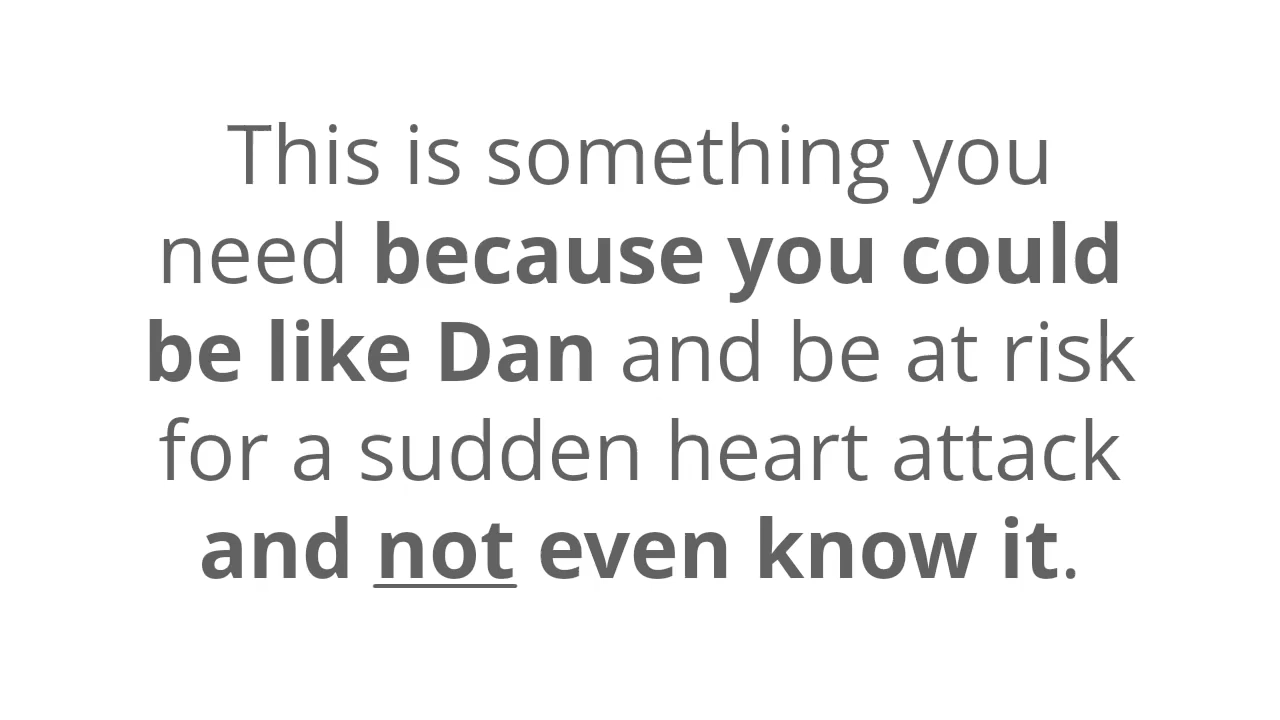 This is something you
need because you could
be like Dan and be at risk
for a sudden heart attack
and not even know it.